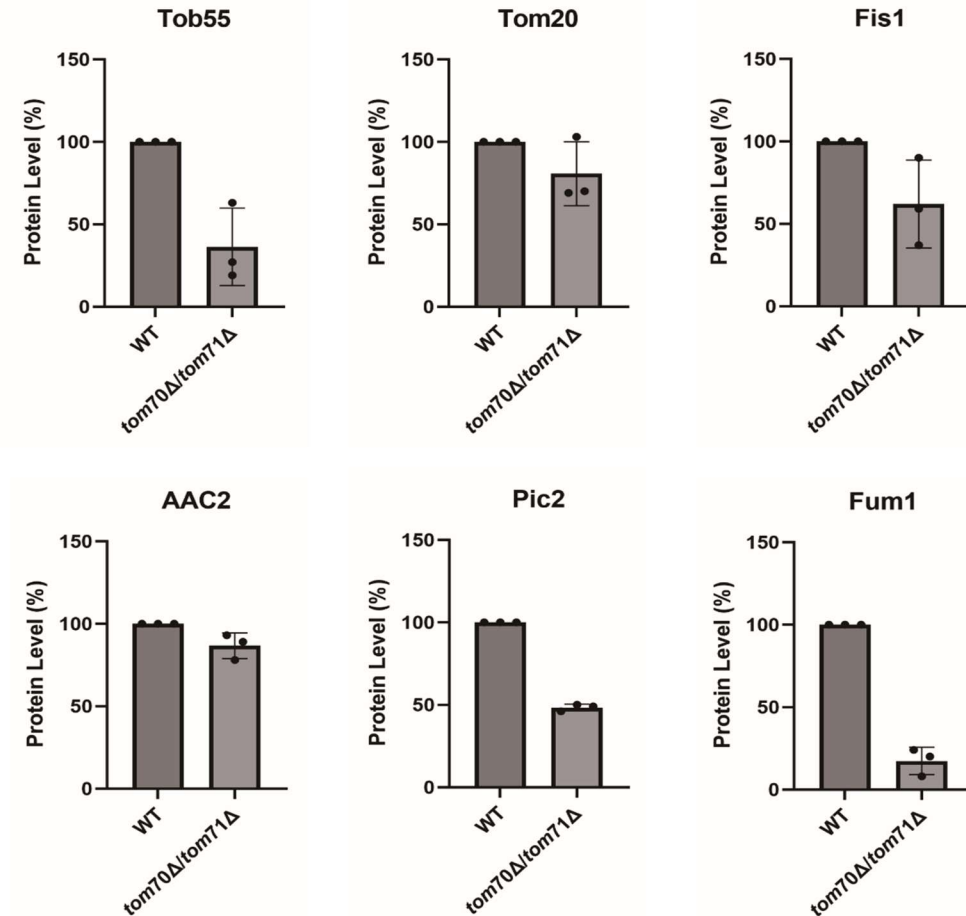 Tob55
Protein Level (%)
150
100
50
0
WT
tom70Δ/tom71Δ
Tom20
Protein Level (%)
150
100
50
0
WT
tom70Δ/tom71Δ
Fis1
Protein Level (%)
150
100
50
0
WT
tom70Δ/tom71Δ
AAC2
Protein Level (%)
150
100
50
0
WT
tom70Δ/tom71Δ
Pic2
Protein Level (%)
150
100
50
0
WT
tom70Δ/tom71Δ
Fum1
Protein Level (%)
150
100
50
0
WT
tom70Δ/tom71Δ